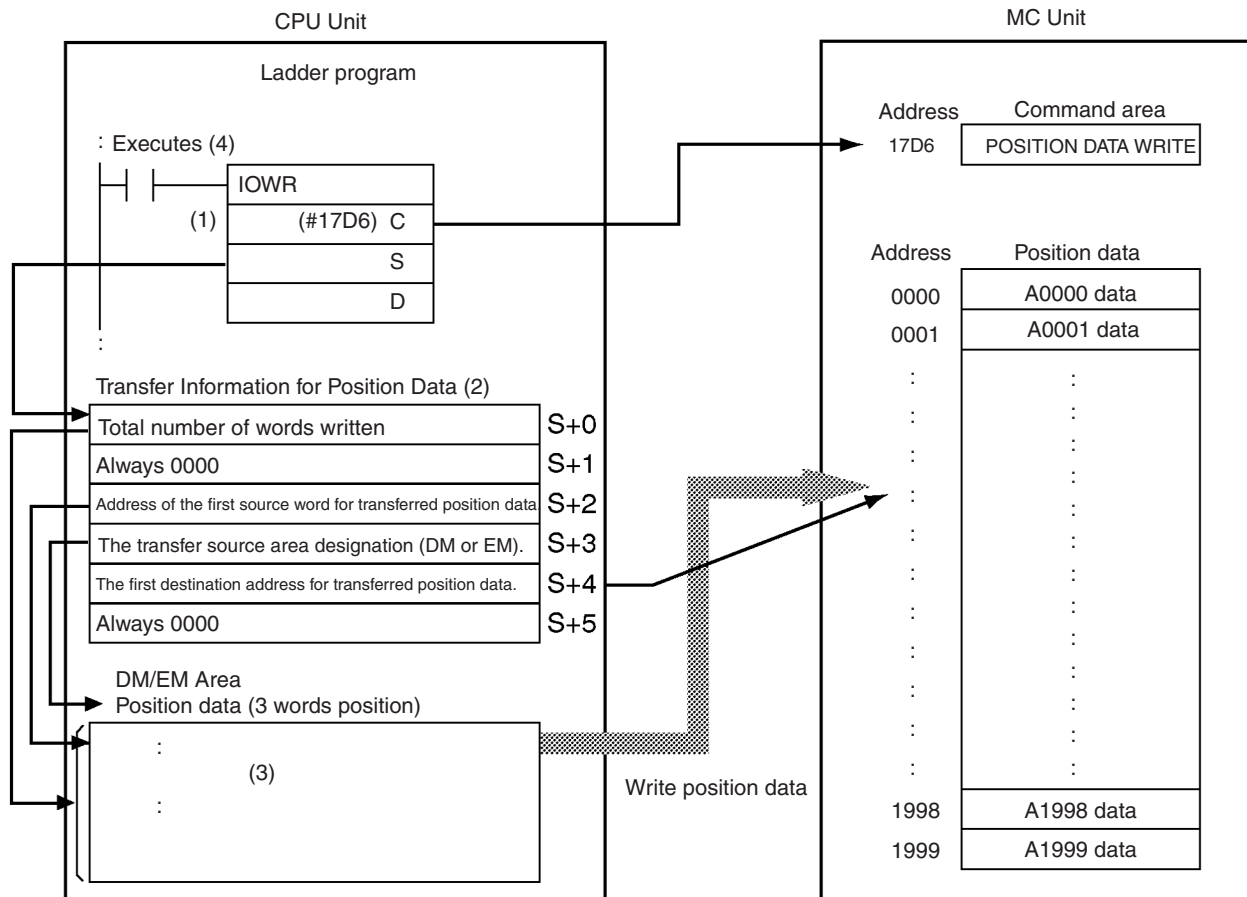 CPU Unit
MC Unit
Ladder program
: Executes (4)
IOWR
(1)
(#17D6) C
S
D
:
Address
Command area
17D6
POSITION DATA WRITE
Transfer Information for Position Data (2)
Total number of words written
S+0
Always 0000
S+1
Address of the first source word for transferred position data.
S+2
The transfer source area designation (DM or EM).
S+3
The first destination address for transferred position data.
S+4
Always 0000
S+5
DM/EM Area
Position data (3 words position)
:
(3)
:
Write position data
Address
Position data
0000
A0000 data
0001
A0001 data
: :
: :
: :
: :
: :
: :
: :
: :
: :
: :
: :
1998
A1998 data
1999
A1999 data